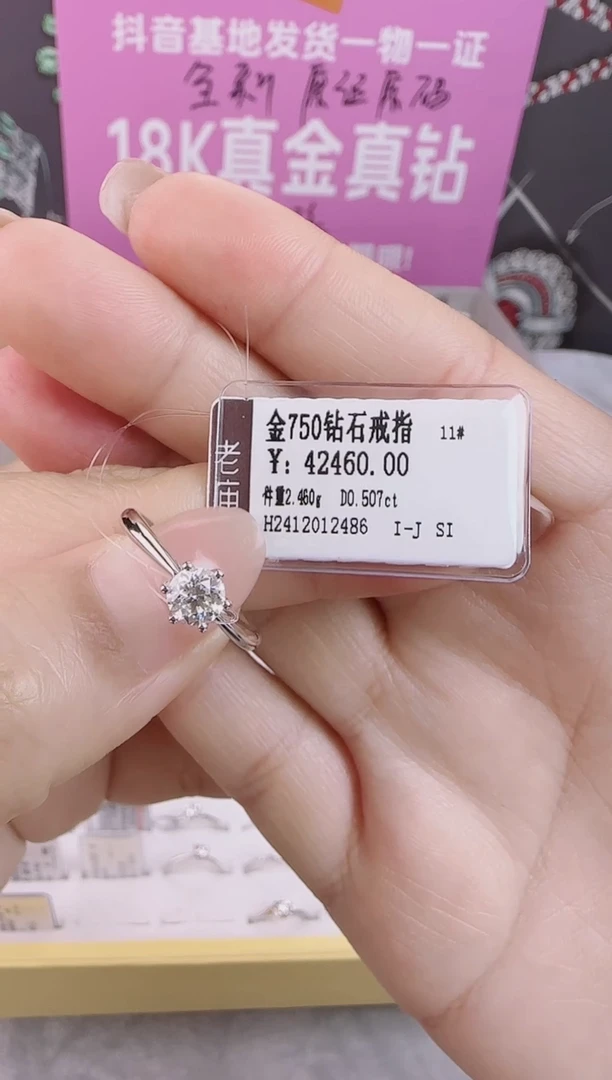 抖音基地发货一物一证
全新 原证原码
18K真金真钻
老庙
金750钻石戒指 11#
¥: 42460.00
件重2.460g D0.507ct
H2412012486 I-J SI